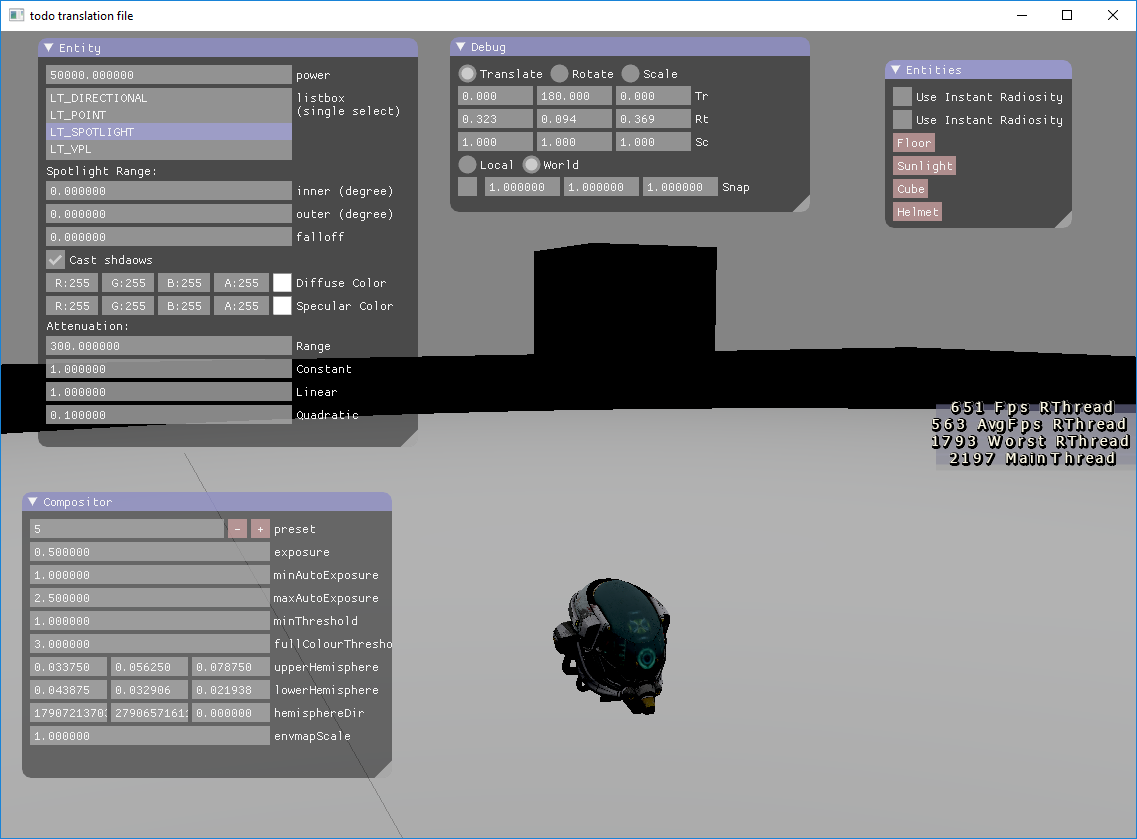 todo translation file
Entity
50000.000000 power
LT_DIRECTIONAL listbox
(single select)
LT_POINT
LT_SPOTLIGHT
LT_VPL
Spotlight Range:
0.000000 inner (degree)
0.000000 outer (degree)
0.000000 falloff
Cast shdaows
R:255 G:255 B:255 A:255 Diffuse Color
R:255 G:255 B:255 A:255 Specular Color
Attenuation:
300.000000 Range
1.000000 Constant
1.000000 Linear
0.100000 Quadratic
Debug
Translate Rotate Scale
0.000 180.000 0.000 Tr
0.323 0.094 0.369 Rt
1.000 1.000 1.000 Sc
Local World
1.000000 1.000000 1.000000 Snap
Entities
Use Instant Radiosity
Use Instant Radiosity
Floor
Sunlight
Cube
Helmet
651 Fps RThread
563 AvgFps RThread
1793 Worst RThread
2197 MainThread
Compositor
5 - + preset
0.500000 exposure
1.000000 minAutoExposure
2.500000 maxAutoExposure
1.000000 minThreshold
3.000000 fullColourThresho
0.033750 0.056250 0.078750 upperHemisphere
0.043875 0.032906 0.021938 lowerHemisphere
1790721370 2790657161 0.000000 hemisphereDir
1.000000 envmapScale